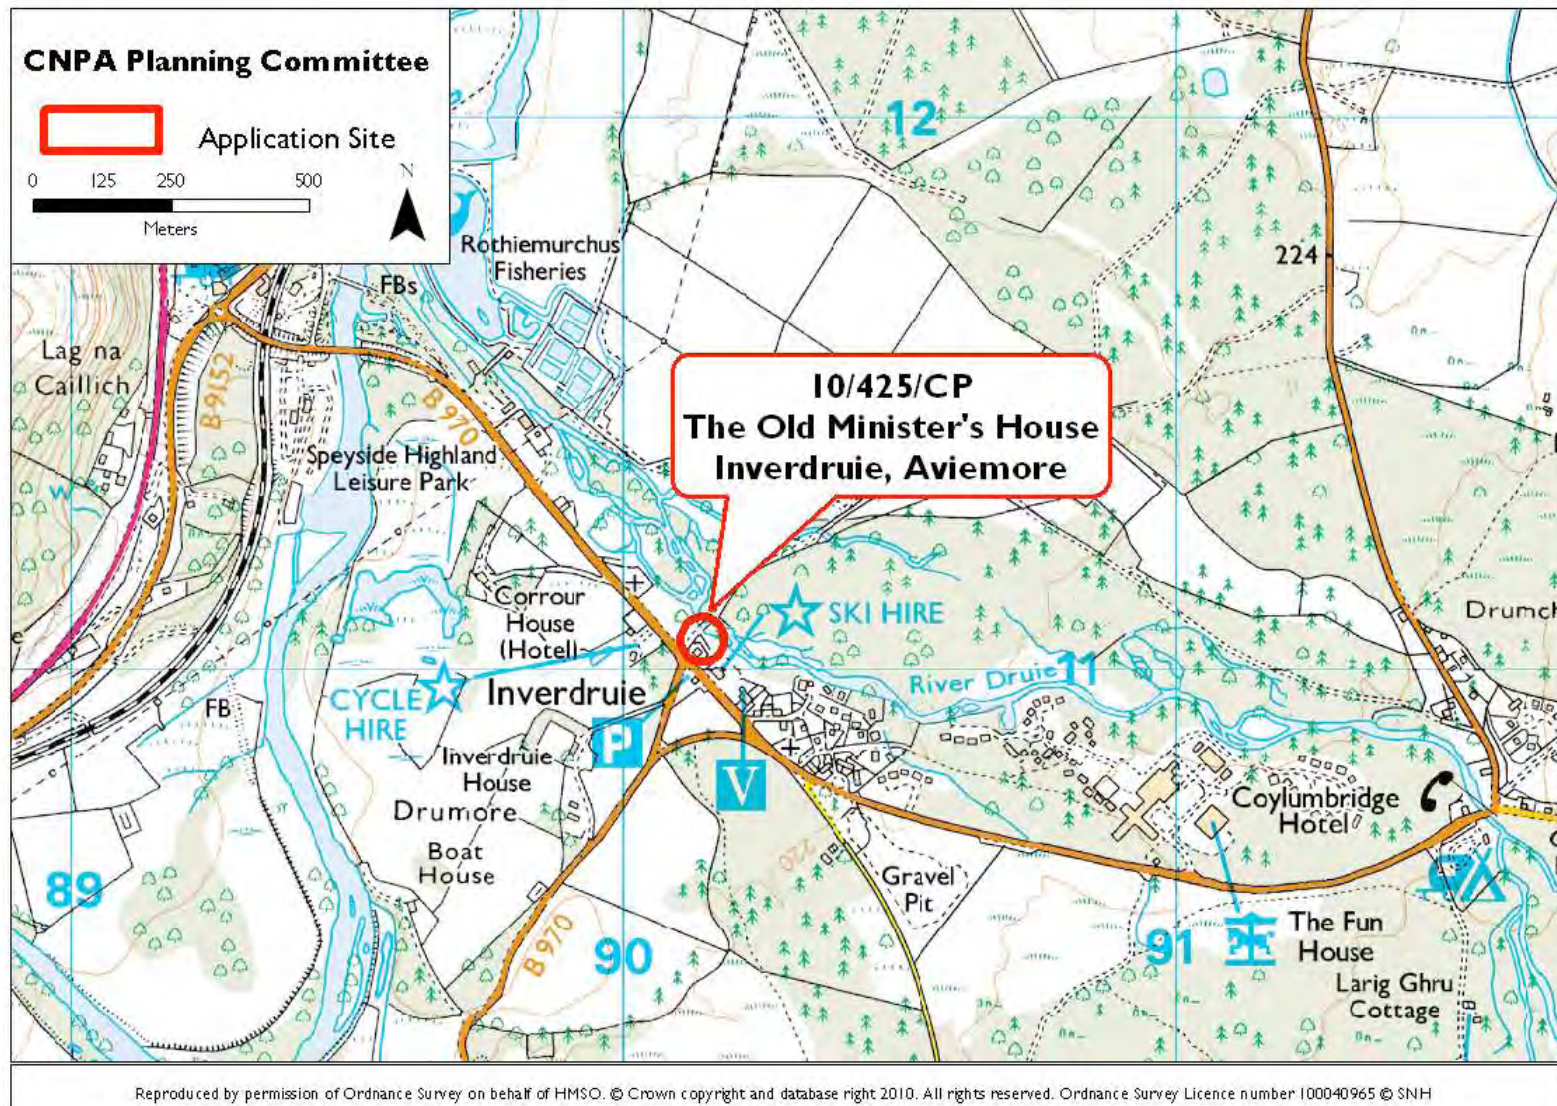 CNPA Planning Committee
Application Site
0 125 250 500
Meters
N
12
Rothiemurchus
Fisheries
FBs
224
Lag na
Caillich
B 9152
B 970
10/425/CP
The Old Minister's House
Inverdruie, Aviemore
Speyside Highland
Leisure Park
Corrour
House
(Hotel)
SKI HIRE
Drumch
River Druie
11
CYCLE
HIRE
Inverdruie
FB
P
V
Inverdruie
House
Drumore
Boat
House
Coylumbridge
Hotel
220
Gravel
Pit
89
90
B 970
91
The Fun
House
Larig Ghru
Cottage
Reproduced by permission of Ordnance Survey on behalf of HMSO. © Crown copyright and database right 2010. All rights reserved. Ordnance Survey Licence number 100040965 © SNH